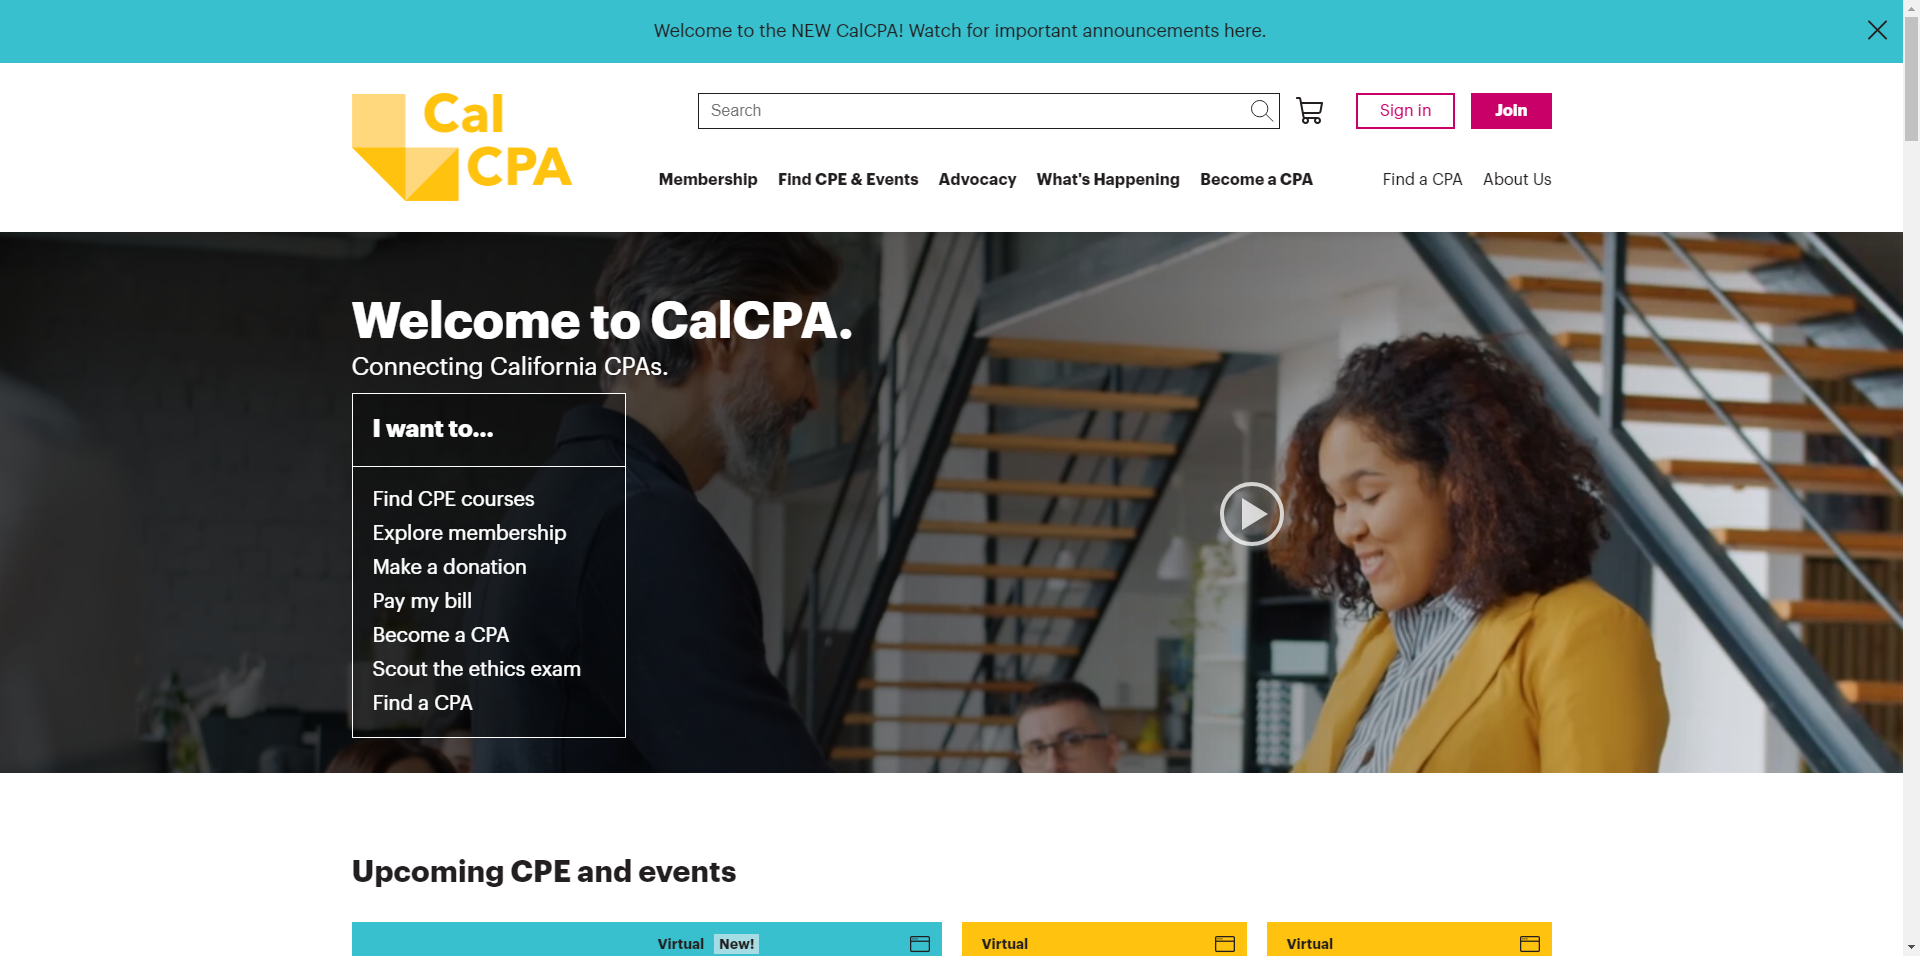 Welcome to the NEW CalCPA! Watch for important announcements here.
Cal
CPA
Search
Sign in
Join
Membership
Find CPE & Events
Advocacy
What's Happening
Become a CPA
Find a CPA
About Us
Welcome to CalCPA.
Connecting California CPAs.
I want to...
Find CPE courses
Explore membership
Make a donation
Pay my bill
Become a CPA
Scout the ethics exam
Find a CPA
Upcoming CPE and events
Virtual New!
Virtual
Virtual